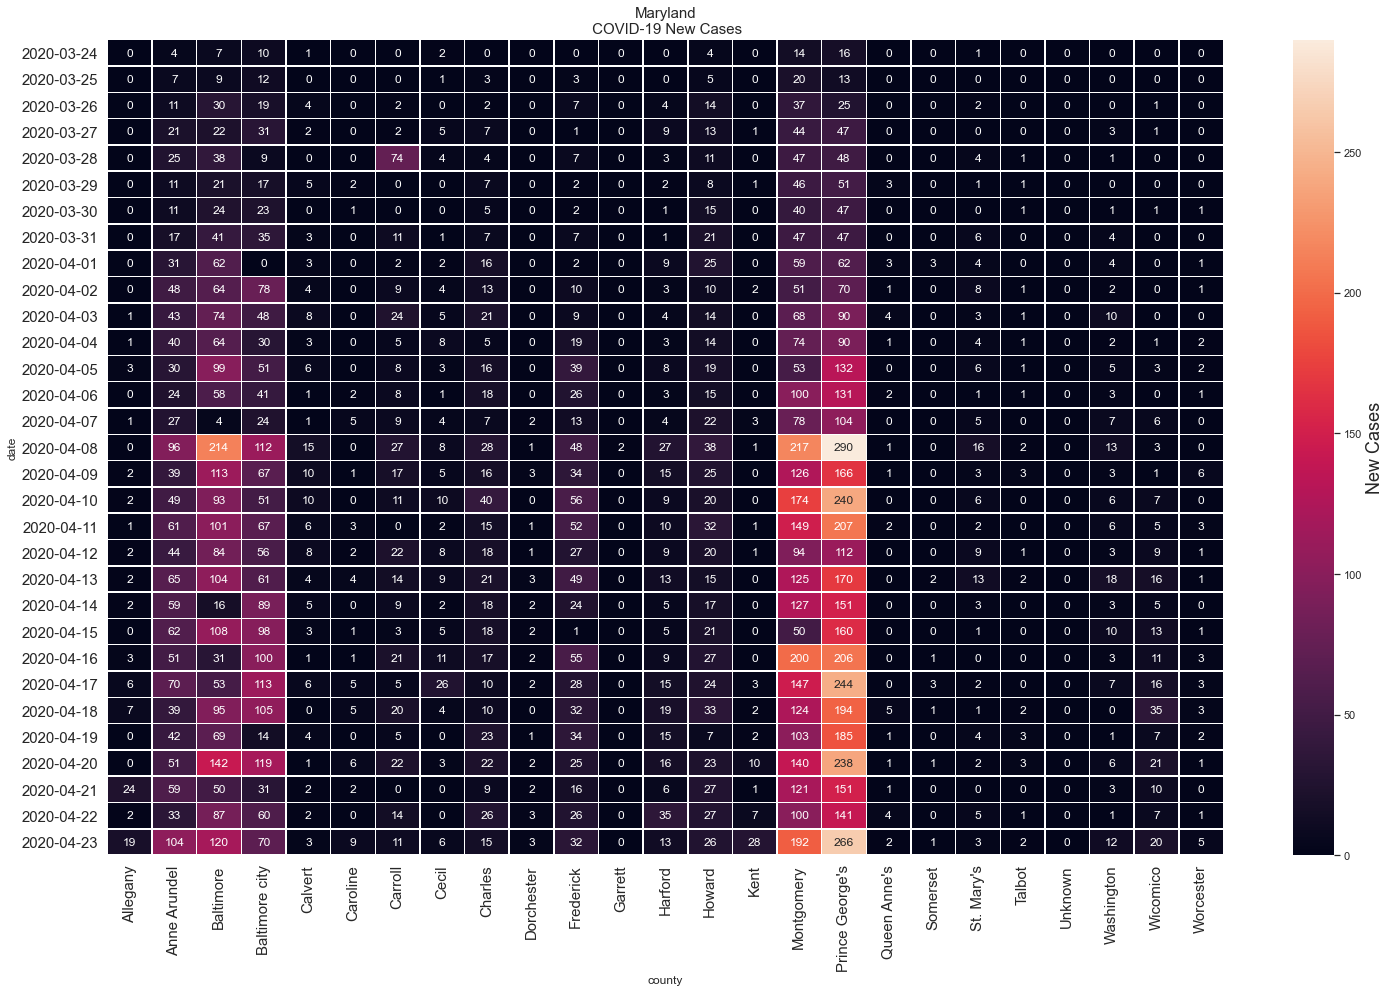 Maryland
COVID-19 New Cases
2020-03-24 0 4 7 10 1 0 0 2 0 0 0 0 0 4 0 14 16 0 0 1 0 0 0 0 0
2020-03-25 0 7 9 12 0 0 0 1 3 0 3 0 0 5 0 20 13 0 0 0 0 0 0 0 0
2020-03-26 0 11 30 19 4 0 2 0 2 0 7 0 4 14 0 37 25 0 0 2 0 0 0 1 0
2020-03-27 0 21 22 31 2 0 2 5 7 0 1 0 9 13 1 44 47 0 0 0 0 0 3 1 0
2020-03-28 0 25 38 9 0 0 74 4 4 0 7 0 3 11 0 47 48 0 0 4 1 0 1 0 0
2020-03-29 0 11 21 17 5 2 0 0 7 0 2 0 2 8 1 46 51 3 0 1 1 0 0 0 0
2020-03-30 0 11 24 23 0 1 0 0 5 0 2 0 1 15 0 40 47 0 0 0 1 0 1 1 1
2020-03-31 0 17 41 35 3 0 11 1 7 0 7 0 1 21 0 47 47 0 0 6 0 0 4 0 0
2020-04-01 0 31 62 0 3 0 2 2 16 0 2 0 9 25 0 59 62 3 3 4 0 0 4 0 1
2020-04-02 0 48 64 78 4 0 9 4 13 0 10 0 3 10 2 51 70 1 0 8 1 0 2 0 1
2020-04-03 1 43 74 48 8 0 24 5 21 0 9 0 4 14 0 68 90 4 0 3 1 0 10 0 0
2020-04-04 1 40 64 30 3 0 5 8 5 0 19 0 3 14 0 74 90 1 0 4 1 0 2 1 2
2020-04-05 3 30 99 51 6 0 8 3 16 0 39 0 8 19 0 53 132 0 0 6 1 0 5 3 2
2020-04-06 0 24 58 41 1 2 8 1 18 0 26 0 3 15 0 100 131 2 0 1 1 0 3 0 1
2020-04-07 1 27 4 24 1 5 9 4 7 2 13 0 4 22 3 78 104 0 0 5 0 0 7 6 0
2020-04-08 0 96 214 112 15 0 27 8 28 1 48 2 27 38 1 217 290 1 0 16 2 0 13 3 0
2020-04-09 2 39 113 67 10 1 17 5 16 3 34 0 15 25 0 126 166 1 0 3 3 0 3 1 6
2020-04-10 2 49 93 51 10 0 11 10 40 0 56 0 9 20 0 174 240 0 0 6 0 0 6 7 0
2020-04-11 1 61 101 67 6 3 0 2 15 1 52 0 10 32 1 149 207 2 0 2 0 0 6 5 3
2020-04-12 2 44 84 56 8 2 22 8 18 1 27 0 9 20 1 94 112 0 0 9 1 0 3 9 1
2020-04-13 2 65 104 61 4 4 14 9 21 3 49 0 13 15 0 125 170 0 2 13 2 0 18 16 1
2020-04-14 2 59 16 89 5 0 9 2 18 2 24 0 5 17 0 127 151 0 0 3 0 0 3 5 0
2020-04-15 0 62 108 98 3 1 3 5 18 2 1 0 5 21 0 50 160 0 0 1 0 0 10 13 1
2020-04-16 3 51 31 100 1 1 21 11 17 2 55 0 9 27 0 200 206 0 1 0 0 0 3 11 3
2020-04-17 6 70 53 113 6 5 5 26 10 2 28 0 15 24 3 147 244 0 3 2 0 0 7 16 3
2020-04-18 7 39 95 105 0 5 20 4 10 0 32 0 19 33 2 124 194 5 1 1 2 0 0 35 3
2020-04-19 0 42 69 14 4 0 5 0 23 1 34 0 15 7 2 103 185 1 0 4 3 0 1 7 2
2020-04-20 0 51 142 119 1 6 22 3 22 2 25 0 16 23 10 140 238 1 1 2 3 0 6 21 1
2020-04-21 24 59 50 31 2 2 0 0 9 2 16 0 6 27 1 121 151 1 0 0 0 0 3 10 0
2020-04-22 2 33 87 60 2 0 14 0 26 3 26 0 35 27 7 100 141 4 0 5 1 0 1 7 1
2020-04-23 19 104 120 70 3 9 11 6 15 3 32 0 13 26 28 192 266 2 1 3 2 0 12 20 5
date
Allegany
Anne Arundel
Baltimore
Baltimore city
Calvert
Caroline
Carroll
Cecil
Charles
Dorchester
Frederick
Garrett
Harford
Howard
Kent
Montgomery
Prince George's
Queen Anne's
Somerset
St. Mary's
Talbot
Unknown
Washington
Wicomico
Worcester
county
250
200
150
100
50
0
New Cases